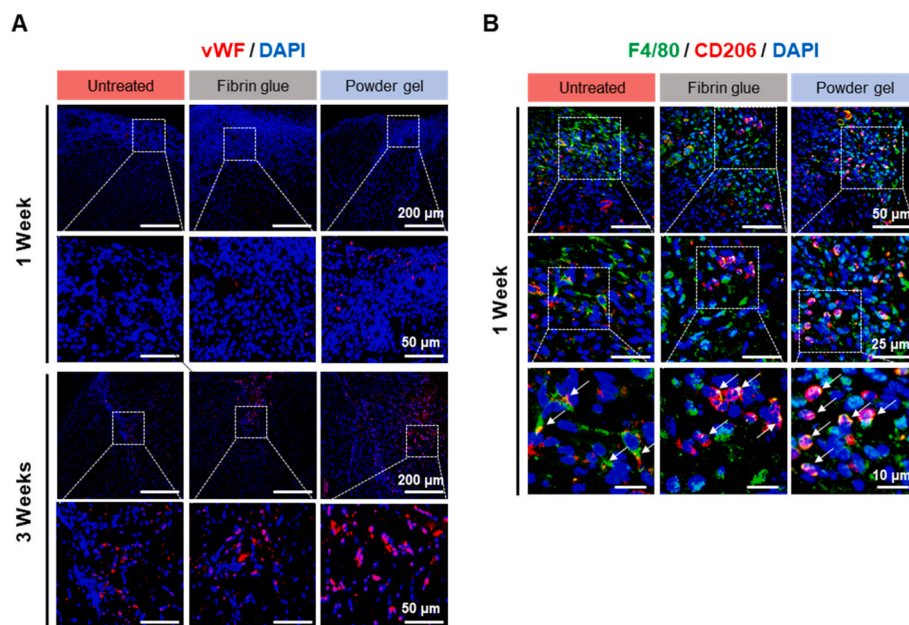 A
vWF / DAPI
Untreated
Fibrin glue
Powder gel
1 Week
200 µm
50 µm
3 Weeks
200 µm
50 µm
B
F4/80 / CD206 / DAPI
Untreated
Fibrin glue
Powder gel
1 Week
50 µm
25 µm
10 µm